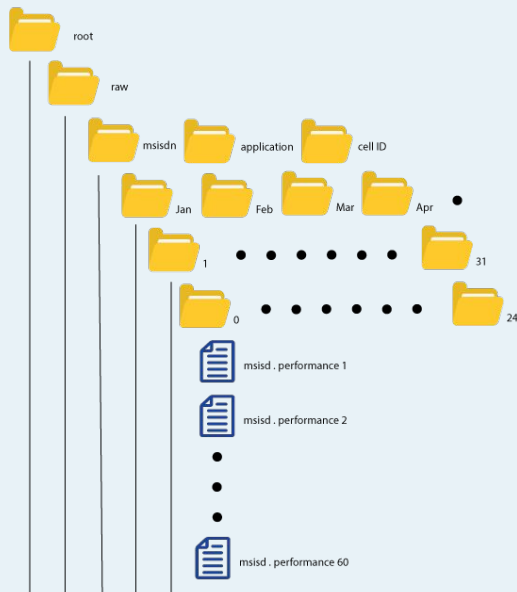 root
raw
msisdn application cell ID
Jan Feb Mar Apr
1 31
0 24
msisd . performance 1
msisd . performance 2
msisd . performance 60